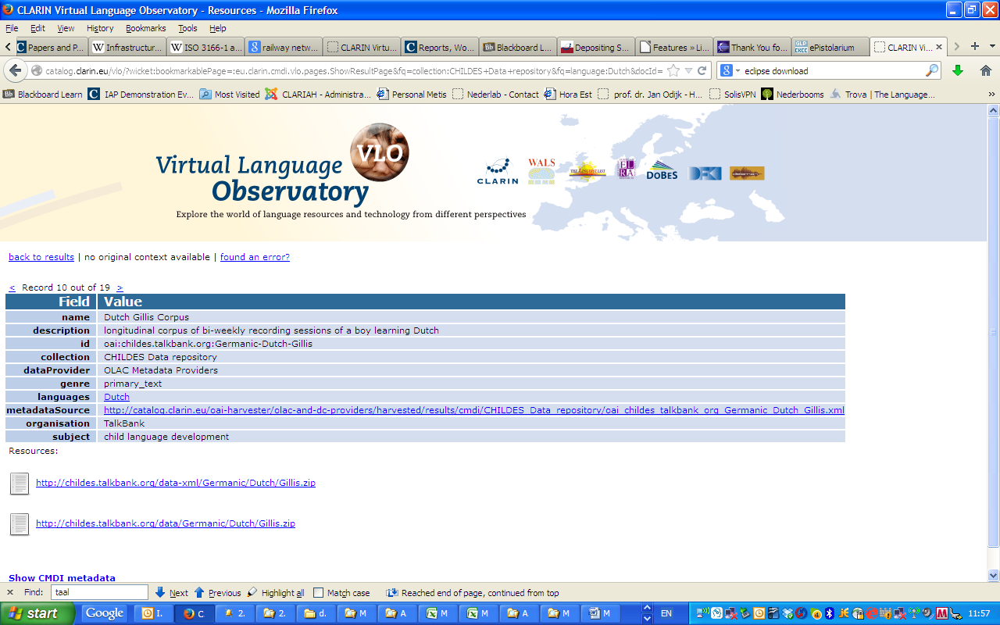 CLARIN Virtual Language Observatory - Resources - Mozilla Firefox
File Edit View History Bookmarks Tools Help
Papers and P... Infrastructur... ISO 3166-1 a... railway netw... CLARIN Virtu... Reports, Wo... Blackboard L... Depositing S... Features » Li... Thank You fo... ePistolarium CLARIN Vi...
catalog.clarin.eu/vlo/?wicket:bookmarkablePage=:eu.clarin.cmdi.vlo.pages.ShowResultPage&fq=collection:CHILDES+Data+repository&fq=language:Dutch&docId= eclipse download
Blackboard Learn IAP Demonstration Ev... Most Visited CLARIAH - Administra... Personal Metis Nederlab - Contact Hora Est prof. dr. Jan Odijk - H... SolisVPN Nederbooms Trova | The Language...
Virtual Language VLO
Observatory
CLARIN WALS THE LINGUIST LIST ELRA DOBES DFKI
Explore the world of language resources and technology from different perspectives
back to results | no original context available | found an error?
< Record 10 out of 19 >
Field Value
name Dutch Gillis Corpus
description longitudinal corpus of bi-weekly recording sessions of a boy learning Dutch
id oai:childes.talkbank.org:Germanic-Dutch-Gillis
collection CHILDES Data repository
dataProvider OLAC Metadata Providers
genre primary_text
languages Dutch
metadataSource http://catalog.clarin.eu/oai-harvester/olac-and-dc-providers/harvested/results/cmdi/CHILDES_Data_repository/oai_childes_talkbank_org_Germanic_Dutch_Gillis.xml
organisation TalkBank
subject child language development
Resources:
http://childes.talkbank.org/data-xml/Germanic/Dutch/Gillis.zip
http://childes.talkbank.org/data/Germanic/Dutch/Gillis.zip
Show CMDI metadata
Find: taal Next Previous Highlight all Match case Reached end of page, continued from top
start Google I. C 2. 2. d. M A M M A M M EN 11:57